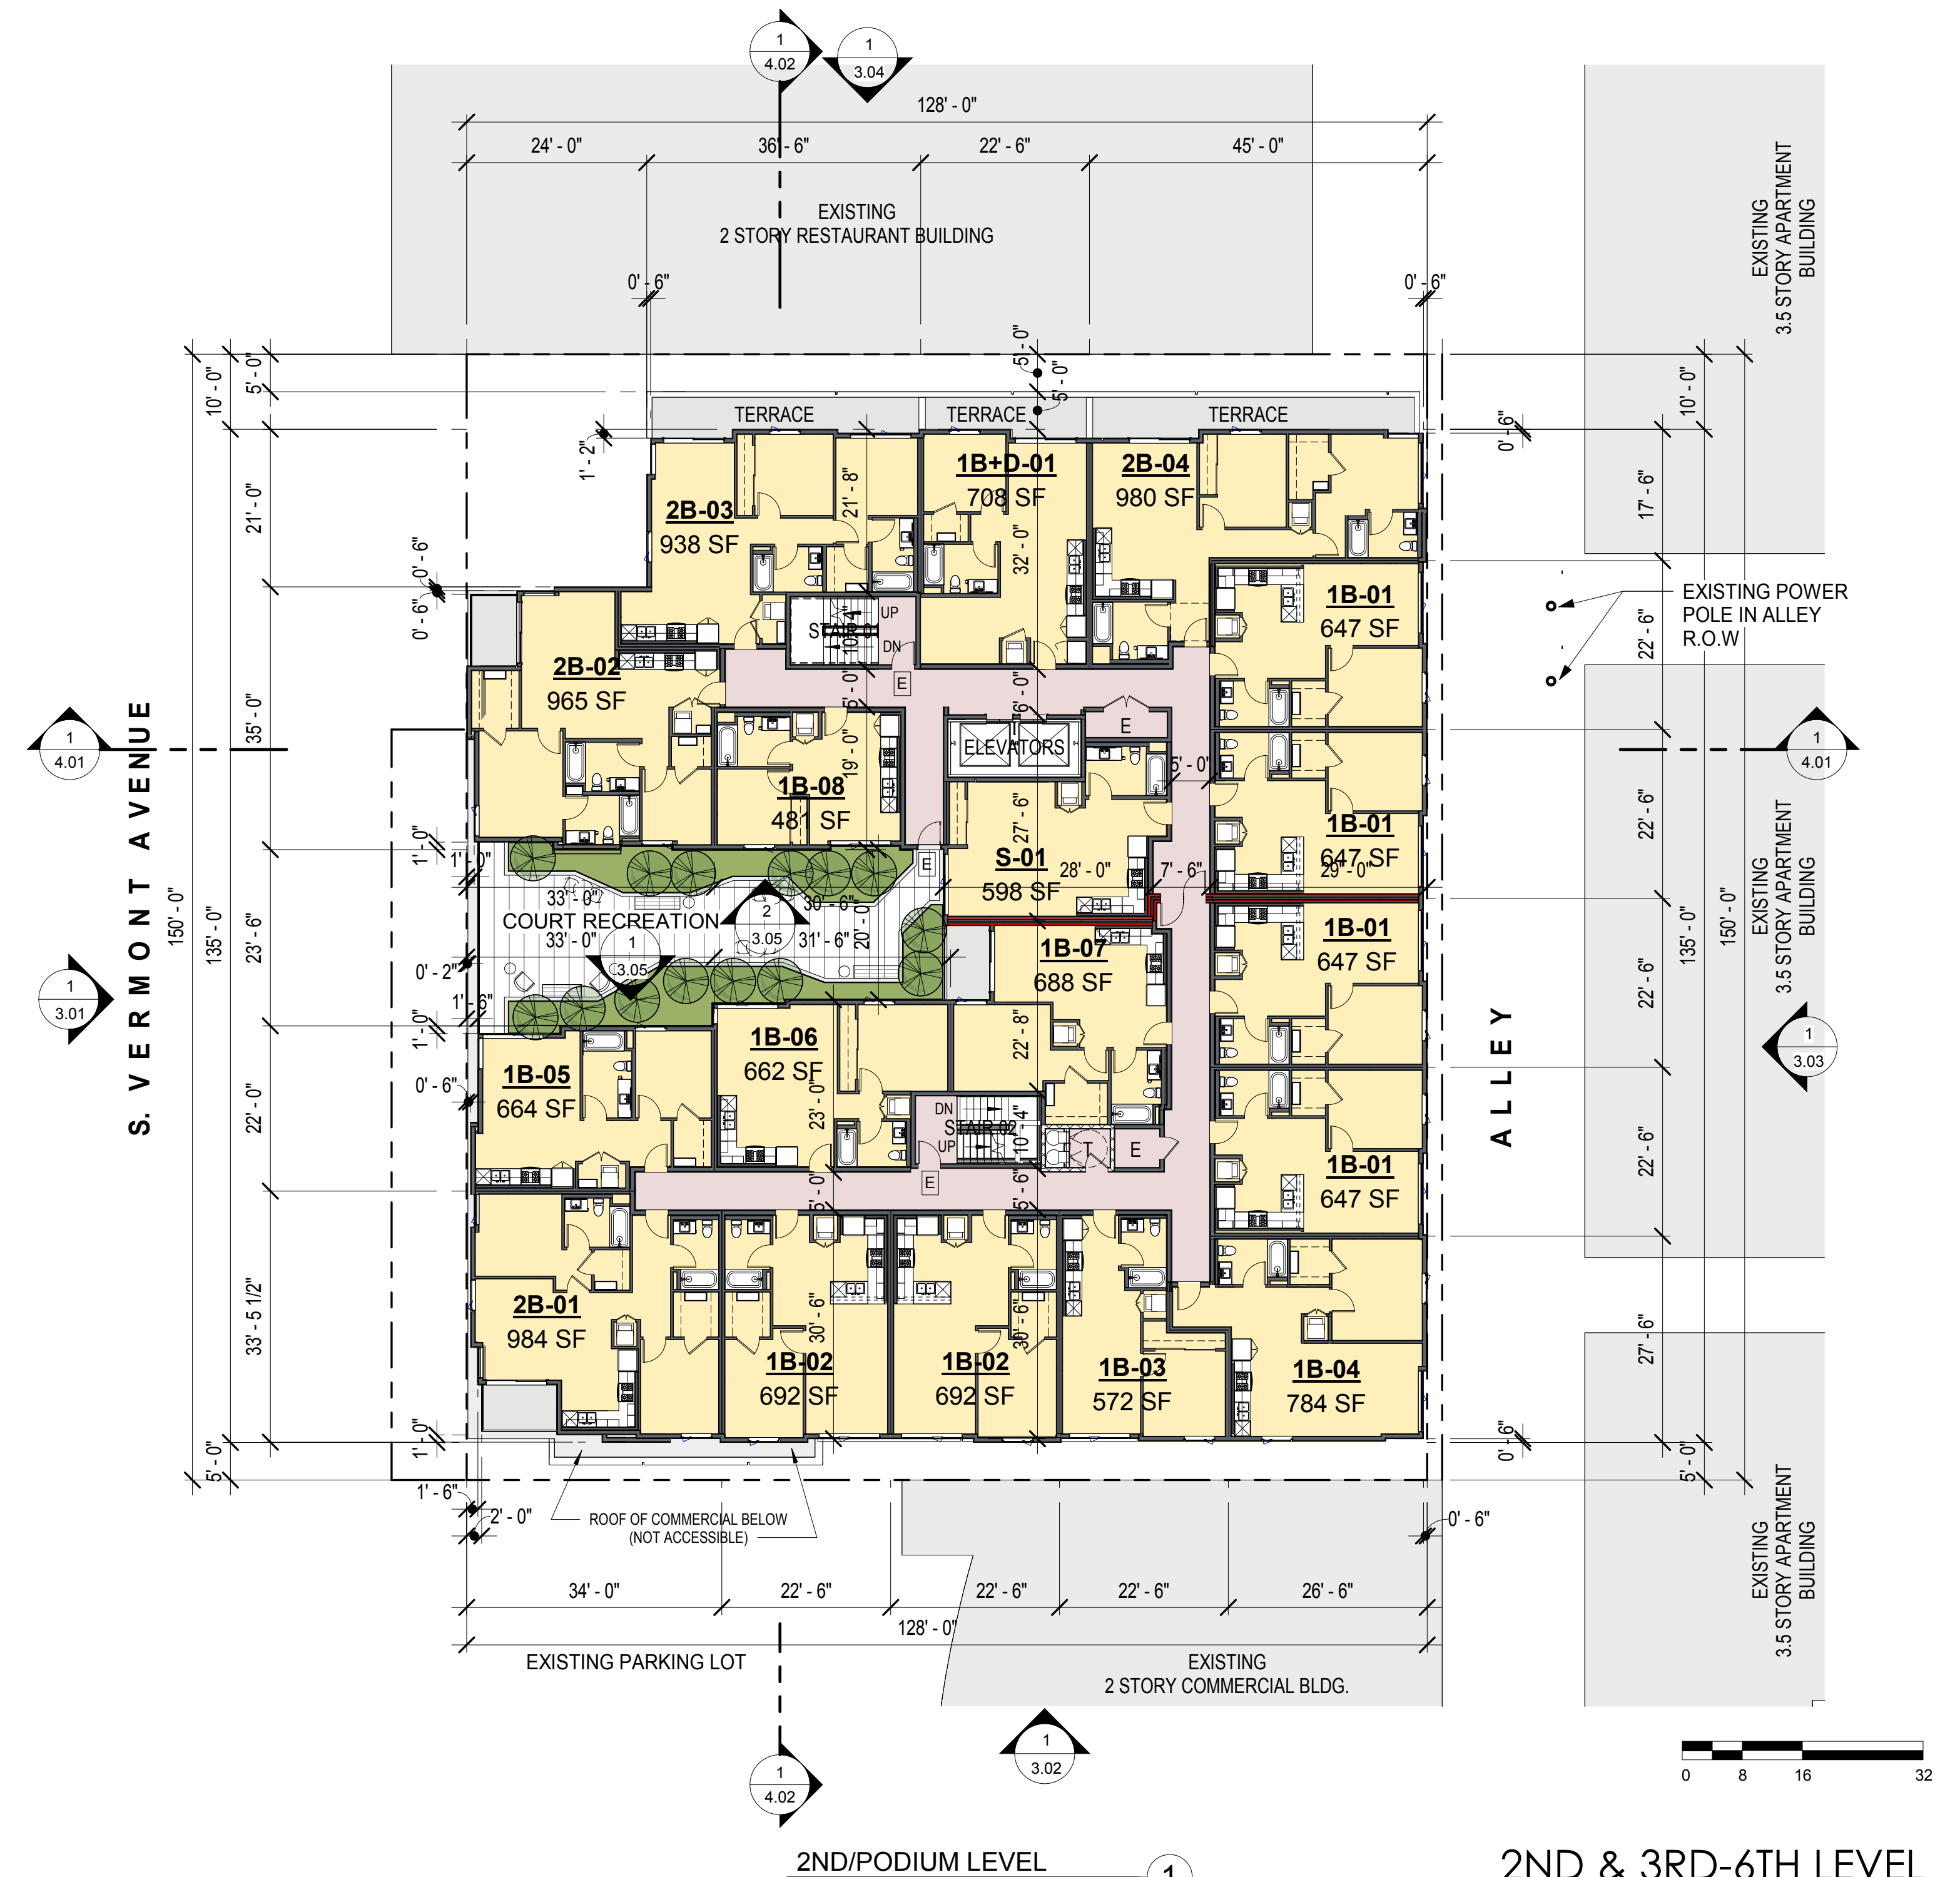 1
4.02
1
3.04
128' - 0"
24' - 0"
36' - 6"
22' - 6"
45' - 0"
EXISTING
2 STORY RESTAURANT BUILDING
EXISTING
3.5 STORY APARTMENT
BUILDING
0' - 6"
0' - 6"
5' - 0"
5' - 0"
10' - 0"
5' - 0"
10' - 0"
TERRACE
TERRACE
TERRACE
1' - 2"
0' - 6"
2B-03
938 SF
21' - 8"
1B+D-01
708 SF
32' - 0"
2B-04
980 SF
21' - 0"
17' - 6"
0' - 6"
0' - 6"
1B-01
647 SF
22' - 6"
EXISTING POWER
POLE IN ALLEY
R.O.W
UP
STAIR 01
10' - 4"
DN
E
2B-02
965 SF
5' - 0"
6' - 0"
E
ELEVATORS
35' - 0"
1
4.01
1
4.01
S. VERMONT AVENUE
150' - 0"
135' - 0"
1B-08
481 SF
19' - 0"
5' - 0"
27' - 6"
S-01
598 SF
28' - 0"
7' - 6"
1B-01
647 SF
29' - 0"
22' - 6"
EXISTING
3.5 STORY APARTMENT
BUILDING
1' - 0"
1' - 0"
E
33' - 0"
30' - 6"
COURT RECREATION
2
3.05
33' - 0"
31' - 6"
20' - 0"
1
3.05
23' - 6"
0' - 2"
1' - 6"
1' - 0"
1
3.01
1B-07
688 SF
22' - 8"
1B-01
647 SF
22' - 6"
135' - 0"
150' - 0"
ALLEY
1
3.03
1B-05
664 SF
0' - 6"
22' - 0"
1B-06
662 SF
23' - 0"
DN
STAIR 02
UP
10' - 4"
T
E
E
5' - 0"
5' - 6"
1B-01
647 SF
22' - 6"
2B-01
984 SF
33' - 5 1/2"
1B-02
692 SF
30' - 6"
1B-02
692 SF
30' - 6"
1B-03
572 SF
1B-04
784 SF
27' - 6"
0' - 6"
5' - 0"
1' - 0"
5' - 0"
1' - 6"
2' - 0"
ROOF OF COMMERCIAL BELOW
(NOT ACCESSIBLE)
0' - 6"
EXISTING
3.5 STORY APARTMENT
BUILDING
34' - 0"
22' - 6"
22' - 6"
22' - 6"
26' - 6"
128' - 0"
EXISTING PARKING LOT
EXISTING
2 STORY COMMERCIAL BLDG.
1
3.02
1
4.02
0
8
16
32
2ND/PODIUM LEVEL
1
2ND & 3RD-6TH LEVEL